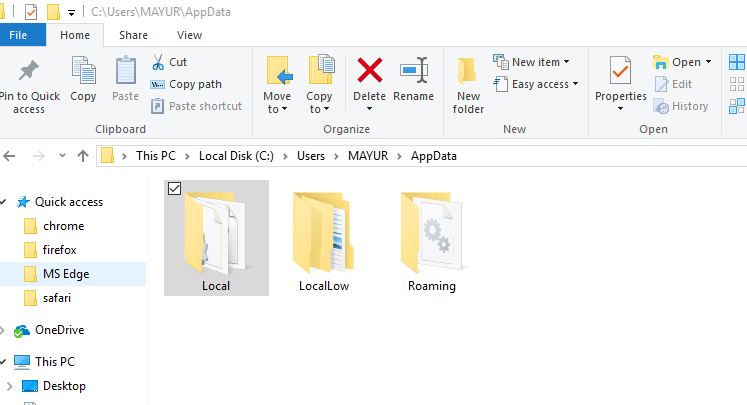 C:\Users\MAYUR\AppData
File
Home
Share
View
Pin to Quick
access
Copy
Paste
Cut
Copy path
Paste shortcut
Clipboard
Move
to
Copy
to
Delete
Rename
Organize
New
folder
New item
Easy access
New
Properties
Open
Edit
History
Open
This PC
Local Disk (C:)
Users
MAYUR
AppData
Quick access
chrome
firefox
MS Edge
safari
OneDrive
This PC
Desktop
Local
LocalLow
Roaming